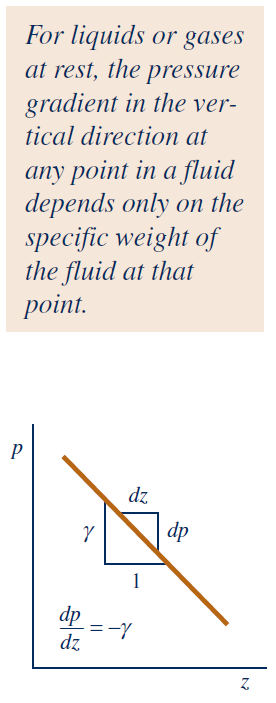 For liquids or gases
at rest, the pressure
gradient in the ver-
tical direction at
any point in a fluid
depends only on the
specific weight of
the fluid at that
point.
p
dz
γ
dp
1
dp/dz = –γ
z